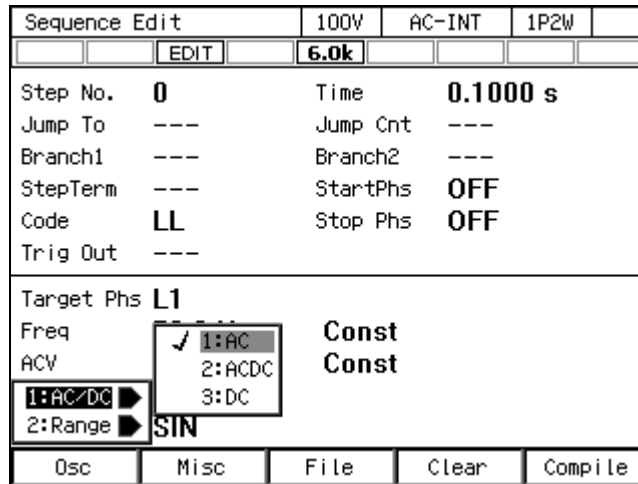 Sequence Edit 100V AC-INT 1P2W
EDIT 6.0k
Step No. 0 Time 0.1000 s
Jump To --- Jump Cnt ---
Branch1 --- Branch2 ---
StepTerm --- StartPhs OFF
Code LL Stop Phs OFF
Trig Out ---
Target Phs L1
Freq Const
ACV Const
✓ 1:AC
2:ACDC
3:DC
1:AC/DC
2:Range SIN
Osc Misc File Clear Compile